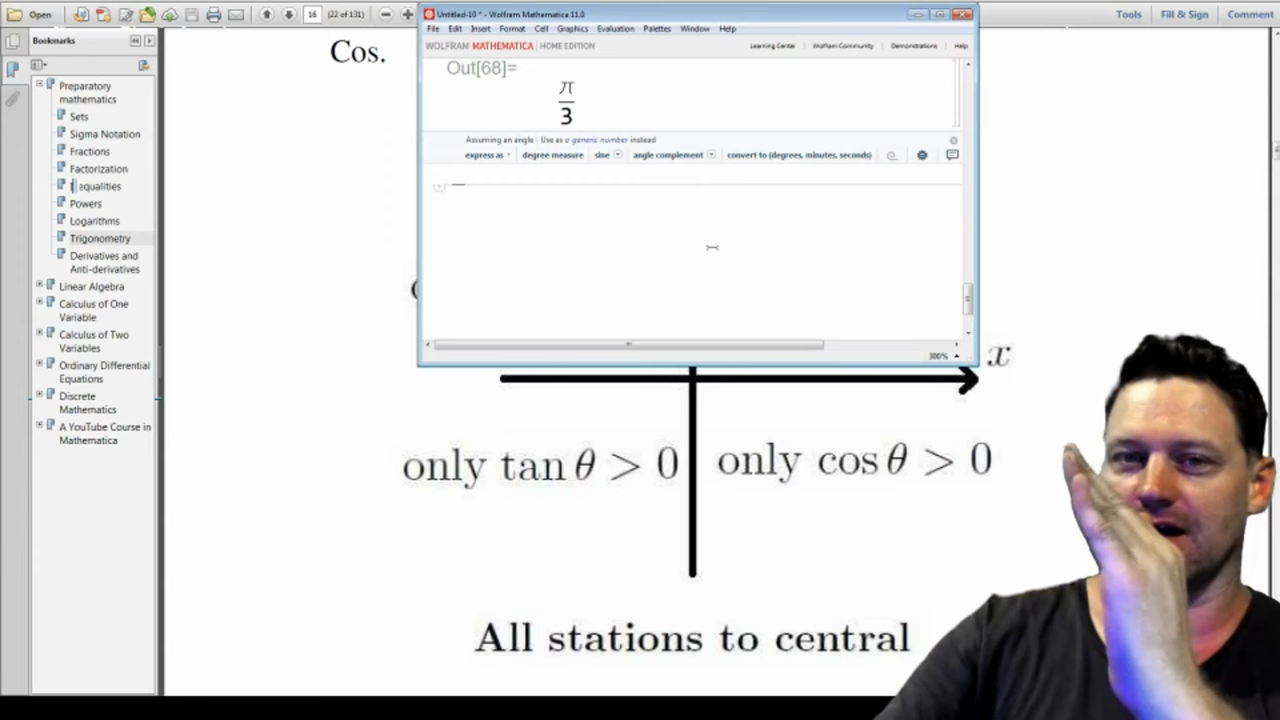 Open
16
(22 of 131)
Tools
Fill & Sign
Comment
Bookmarks
Preparatory
mathematics
Sets
Sigma Notation
Fractions
Factorization
equalities
Powers
Logarithms
Trigonometry
Derivatives and
Anti-derivatives
Linear Algebra
Calculus of One
Variable
Calculus of Two
Variables
Ordinary Differential
Equations
Discrete
Mathematics
A YouTube Course in
Mathematica
Cos.
Untitled-10 * - Wolfram Mathematica 11.0
File Edit Insert Format Cell Graphics Evaluation Palettes Window Help
WOLFRAM MATHEMATICA | HOME EDITION
Learning Center | Wolfram Community | Demonstrations | Help
Out[68]=
π
3
Assuming an angle | Use as a generic number instead
express as degree measure sine angle complement convert to (degrees, minutes, seconds)
300%
x
only tan θ > 0
only cos θ > 0
All stations to central